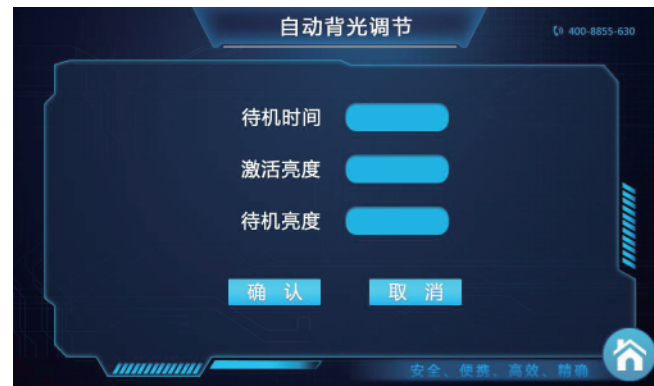 自动背光调节
400-8855-630
待机时间
激活亮度
待机亮度
确 认 取 消
安全、便携、高效、精确